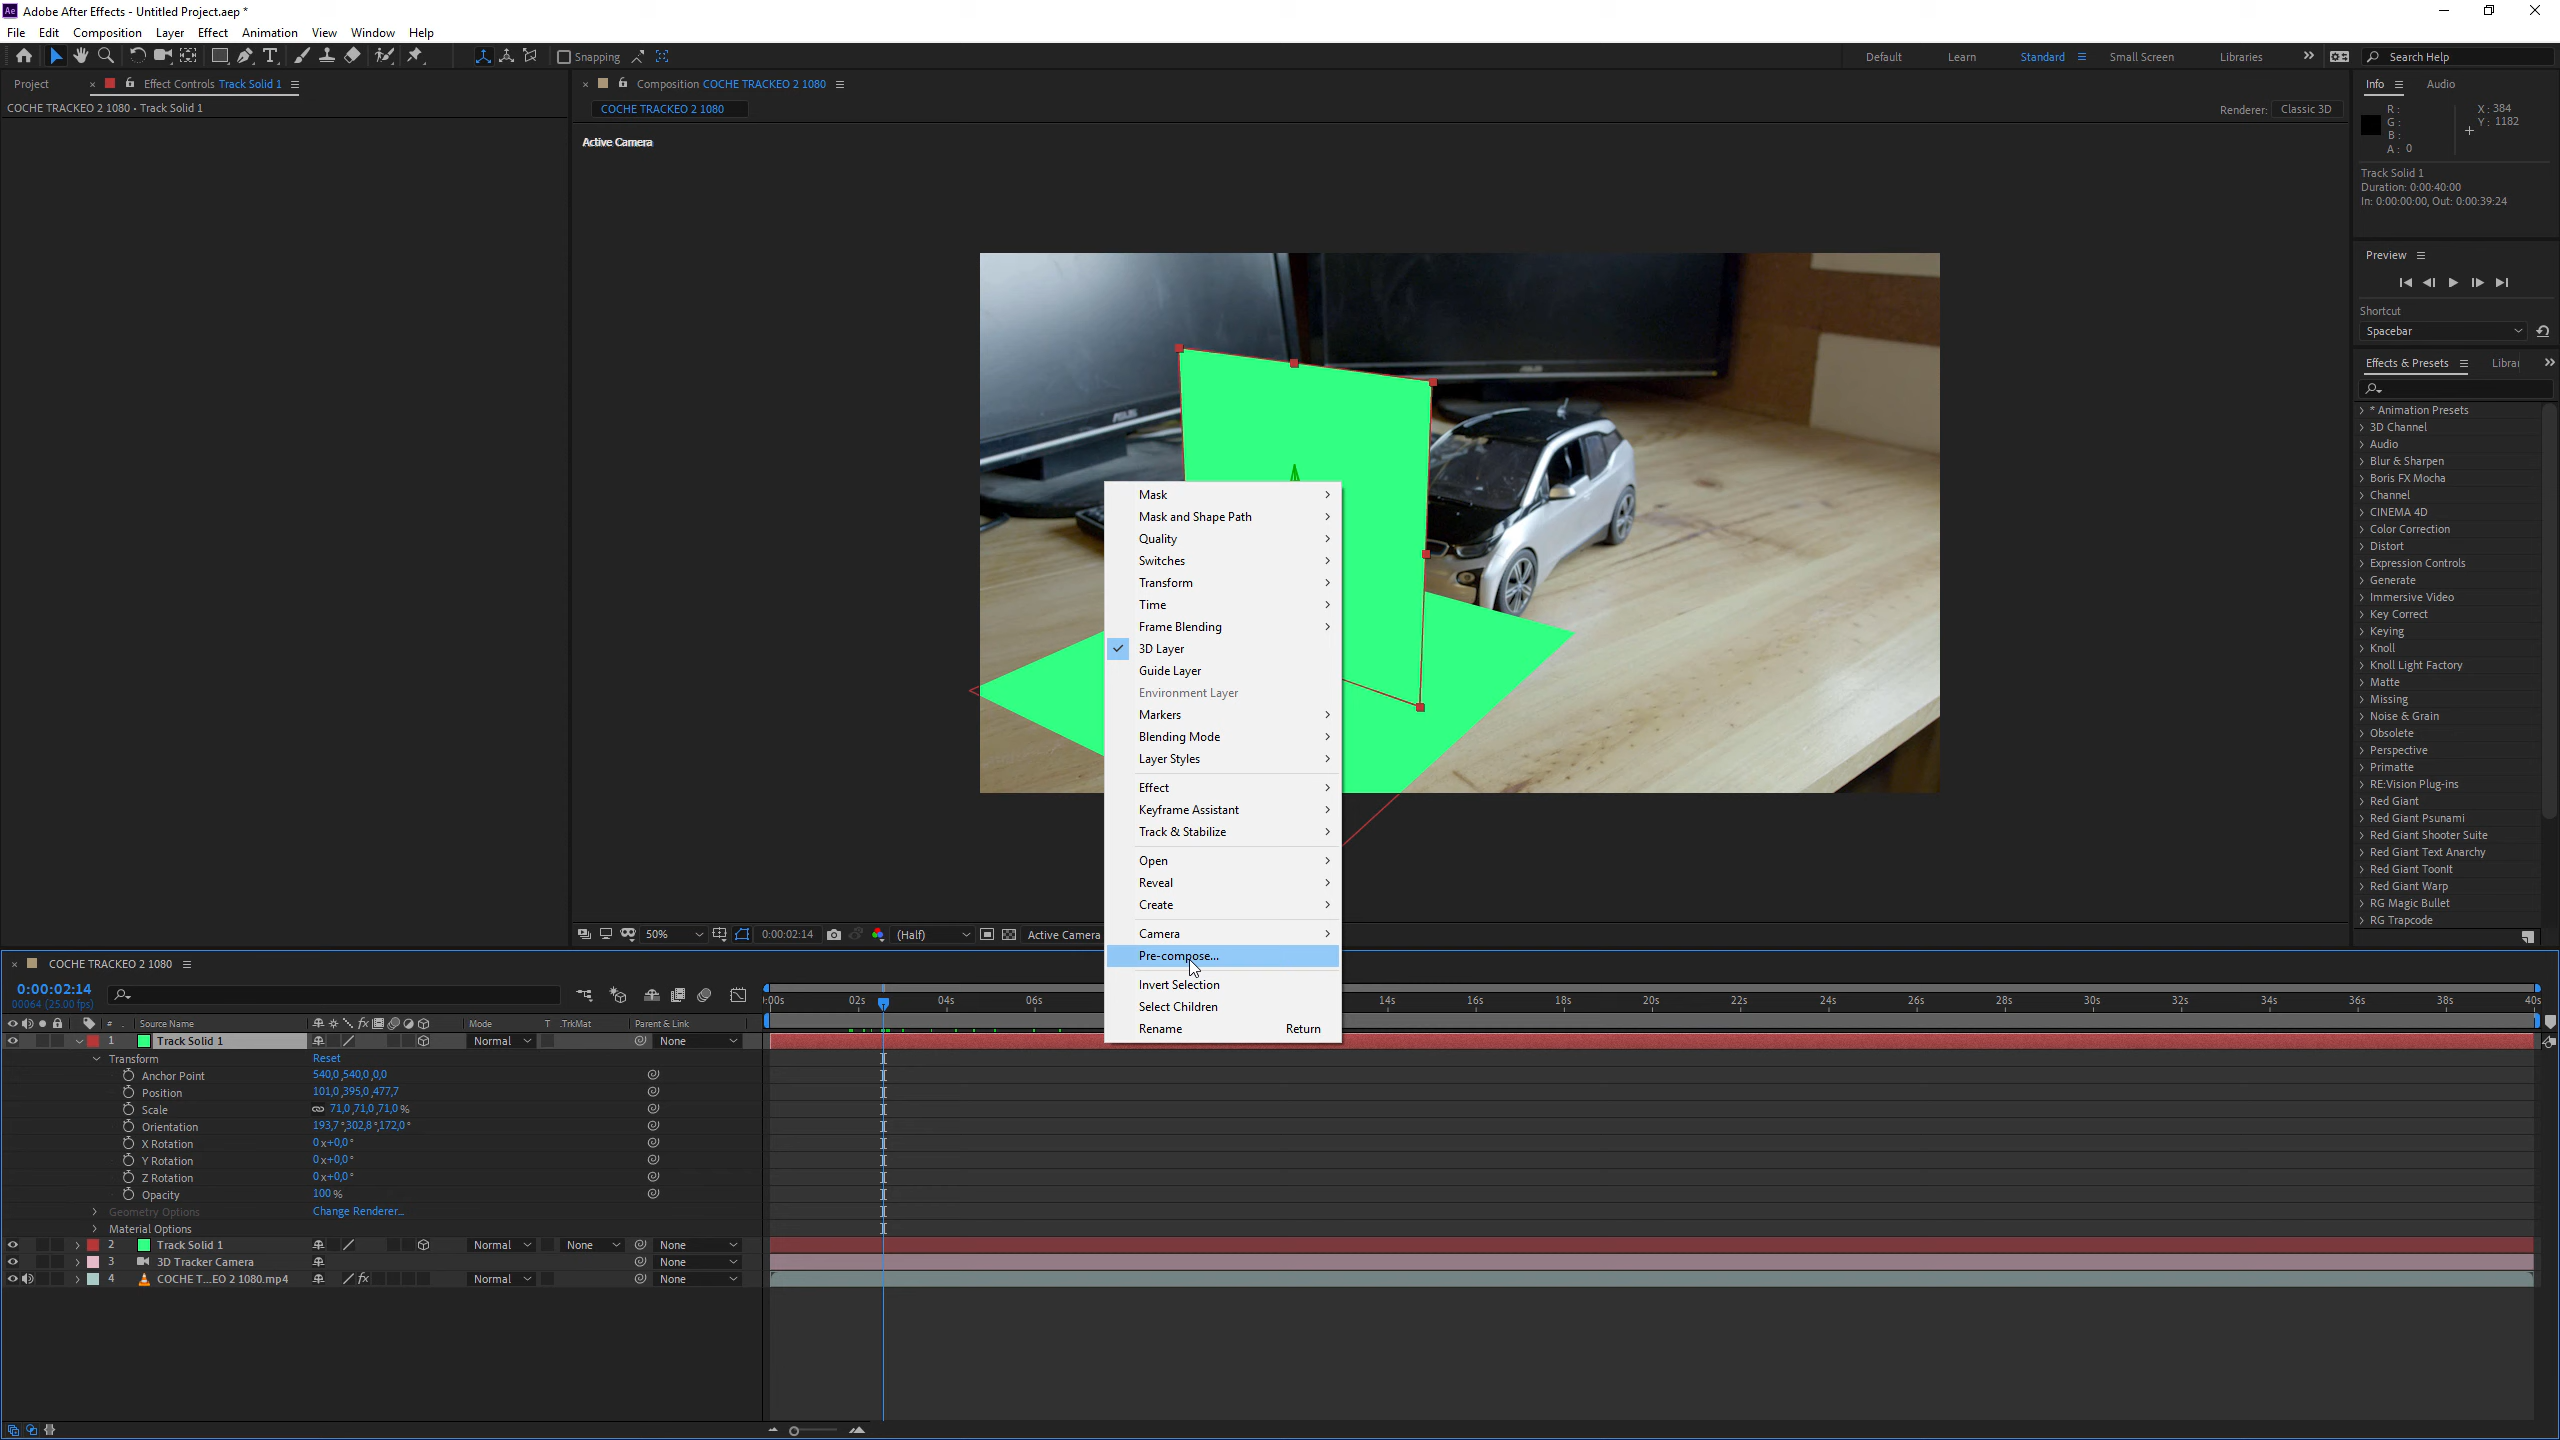 Adobe After Effects - Untitled Project.aep *
File Edit Composition Layer Effect Animation View Window Help
Snapping Default Learn Standard Small Screen Libraries Search Help
Project Effect Controls Track Solid 1
COCHE TRACKEO 2 1080 • Track Solid 1
Composition COCHE TRACKEO 2 1080
COCHE TRACKEO 2 1080
Renderer: Classic 3D
Active Camera
Info Audio
R : X : 384
G : Y : 1182
B :
A : 0
Track Solid 1
Duration: 0:00:40:00
In: 0:00:00:00, Out: 0:00:39:24
Preview
Shortcut
Spacebar
Effects & Presets Librar
* Animation Presets
3D Channel
Audio
Blur & Sharpen
Boris FX Mocha
Channel
CINEMA 4D
Color Correction
Distort
Expression Controls
Generate
Immersive Video
Key Correct
Keying
Knoll
Knoll Light Factory
Matte
Missing
Noise & Grain
Obsolete
Perspective
Primatte
RE:Vision Plug-ins
Red Giant
Red Giant Psunami
Red Giant Shooter Suite
Red Giant Text Anarchy
Red Giant ToonIt
Red Giant Warp
RG Magic Bullet
RG Trapcode
ASUS
Mask
Mask and Shape Path
Quality
Switches
Transform
Time
Frame Blending
3D Layer
Guide Layer
Environment Layer
Markers
Blending Mode
Layer Styles
Effect
Keyframe Assistant
Track & Stabilize
Open
Reveal
Create
Camera
Pre-compose...
Invert Selection
Select Children
Rename Return
50% 0:00:02:14 (Half) Active Camera
COCHE TRACKEO 2 1080
0:00:02:14
00064 (25.00 fps)
:00s 02s 04s 06s 14s 16s 18s 20s 22s 24s 26s 28s 30s 32s 34s 36s 38s 40s
# Source Name Mode T .TrkMat Parent & Link
1 Track Solid 1 Normal None
Transform Reset
Anchor Point 540,0,540,0,0,0
Position 101,0,395,0,477,7
Scale 71,0,71,0,71,0 %
Orientation 193,7 °,302,8 °,172,0 °
X Rotation 0 x+0,0 °
Y Rotation 0 x+0,0 °
Z Rotation 0 x+0,0 °
Opacity 100 %
Geometry Options Change Renderer...
Material Options
2 Track Solid 1 Normal None None
3 3D Tracker Camera None
4 COCHE T...EO 2 1080.mp4 Normal None